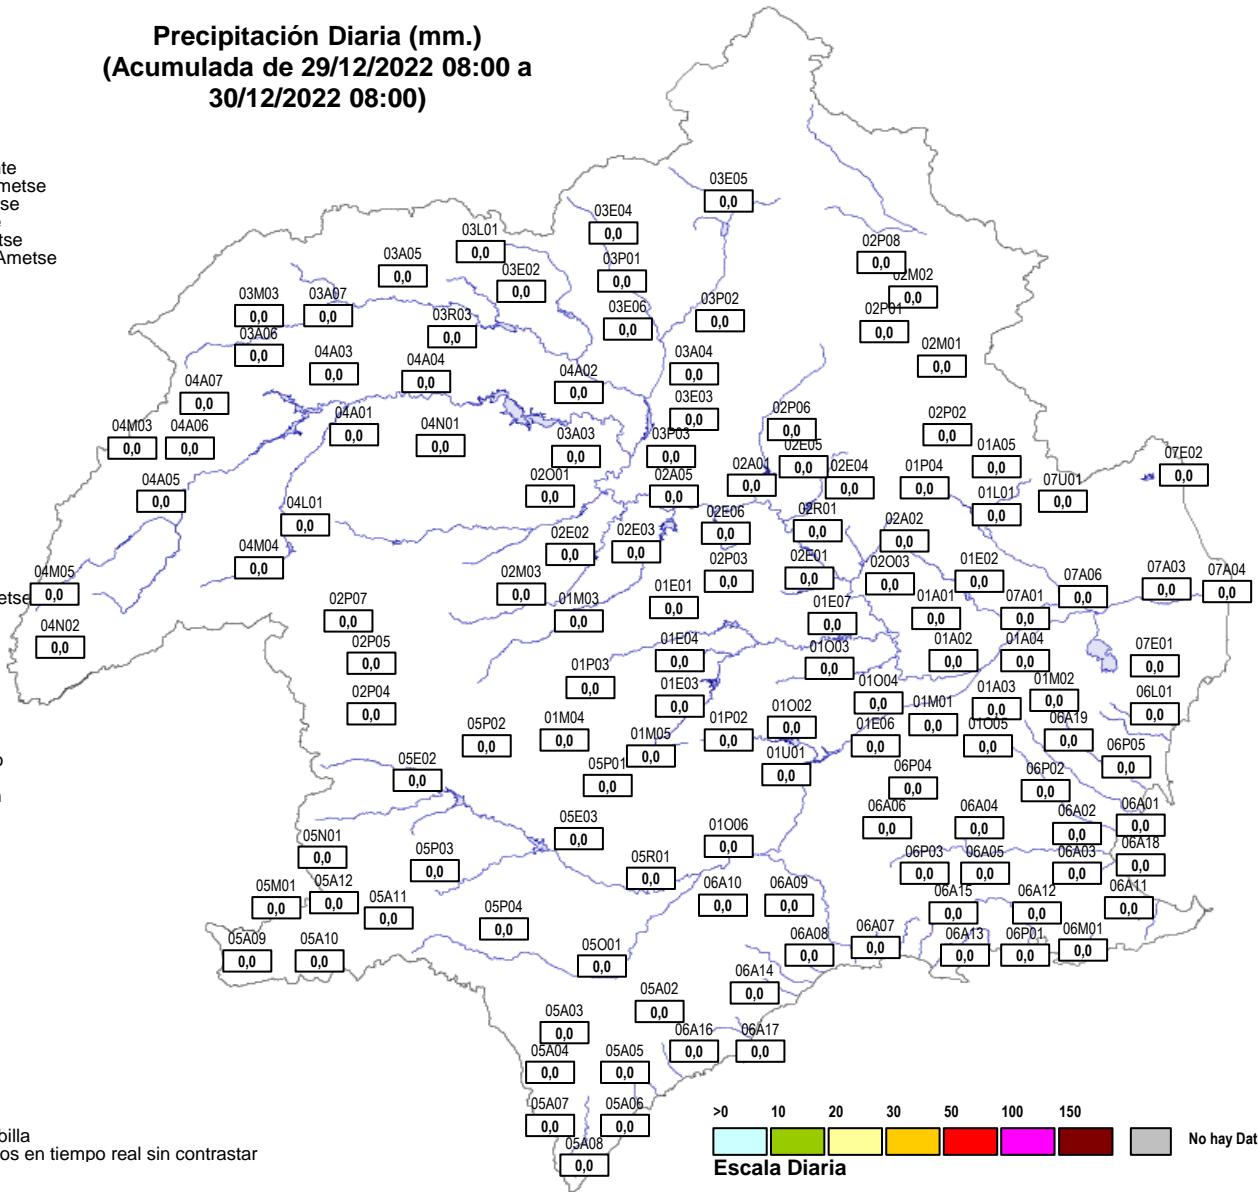 Precipitación Diaria (mm.)
(Acumulada de 29/12/2022 08:00 a
30/12/2022 08:00)
nte
metse
tse
e
tse
Ametse
03E05
0,0
03E04
0,0
03L01
0,0
03P01
0,0
02P08
0,0
03A05
0,0
03E02
0,0
02M02
0,0
03M03
0,0
03A07
0,0
03E06
0,0
03P02
0,0
02P01
0,0
03R03
0,0
03A06
0,0
02M01
0,0
04A03
0,0
04A04
0,0
03A04
0,0
04A02
0,0
04A07
0,0
03E03
0,0
04A01
0,0
04N01
0,0
02P06
0,0
02P02
0,0
04M03
0,0
04A06
0,0
03A03
0,0
03P03
0,0
02E05
0,0
01A05
0,0
07E02
0,0
02O01
0,0
02A05
0,0
02A01
0,0
02E04
0,0
01P04
0,0
07U01
0,0
04A05
0,0
01L01
0,0
04L01
0,0
02E06
0,0
02R01
0,0
02A02
0,0
02E02
0,0
02E03
0,0
04M04
0,0
02P03
0,0
02E01
0,0
02O03
0,0
01E02
0,0
04M05
0,0
02M03
0,0
07A06
0,0
07A03
0,0
07A04
0,0
etse
01M03
0,0
01E01
0,0
01E07
0,0
01A01
0,0
07A01
0,0
02P07
0,0
04N02
0,0
02P05
0,0
01E04
0,0
01O03
0,0
01A02
0,0
01A04
0,0
07E01
0,0
01P03
0,0
01E03
0,0
01O04
0,0
01A03
0,0
01M02
0,0
06L01
0,0
02P04
0,0
01O02
0,0
01M01
0,0
05P02
0,0
01M04
0,0
01M05
0,0
01P02
0,0
01E06
0,0
01O05
0,0
06A19
0,0
06P05
0,0
o
05E02
0,0
05P01
0,0
01U01
0,0
06P04
0,0
06P02
0,0
05E03
0,0
01O06
0,0
06A06
0,0
06A04
0,0
06A02
0,0
06A01
0,0
05N01
0,0
05P03
0,0
05R01
0,0
06P03
0,0
06A05
0,0
06A03
0,0
06A18
0,0
05M01
0,0
05A12
0,0
05A11
0,0
06A10
0,0
06A09
0,0
06A15
0,0
06A12
0,0
06A11
0,0
05P04
0,0
05A09
0,0
05A10
0,0
05O01
0,0
06A08
0,0
06A07
0,0
06A13
0,0
06P01
0,0
06M01
0,0
06A14
0,0
05A02
0,0
05A03
0,0
06A16
0,0
06A17
0,0
05A04
0,0
05A05
0,0
05A07
0,0
05A06
0,0
05A08
0,0
>0 10 20 30 50 100 150
No hay Dat
Escala Diaria
billa
os en tiempo real sin contrastar